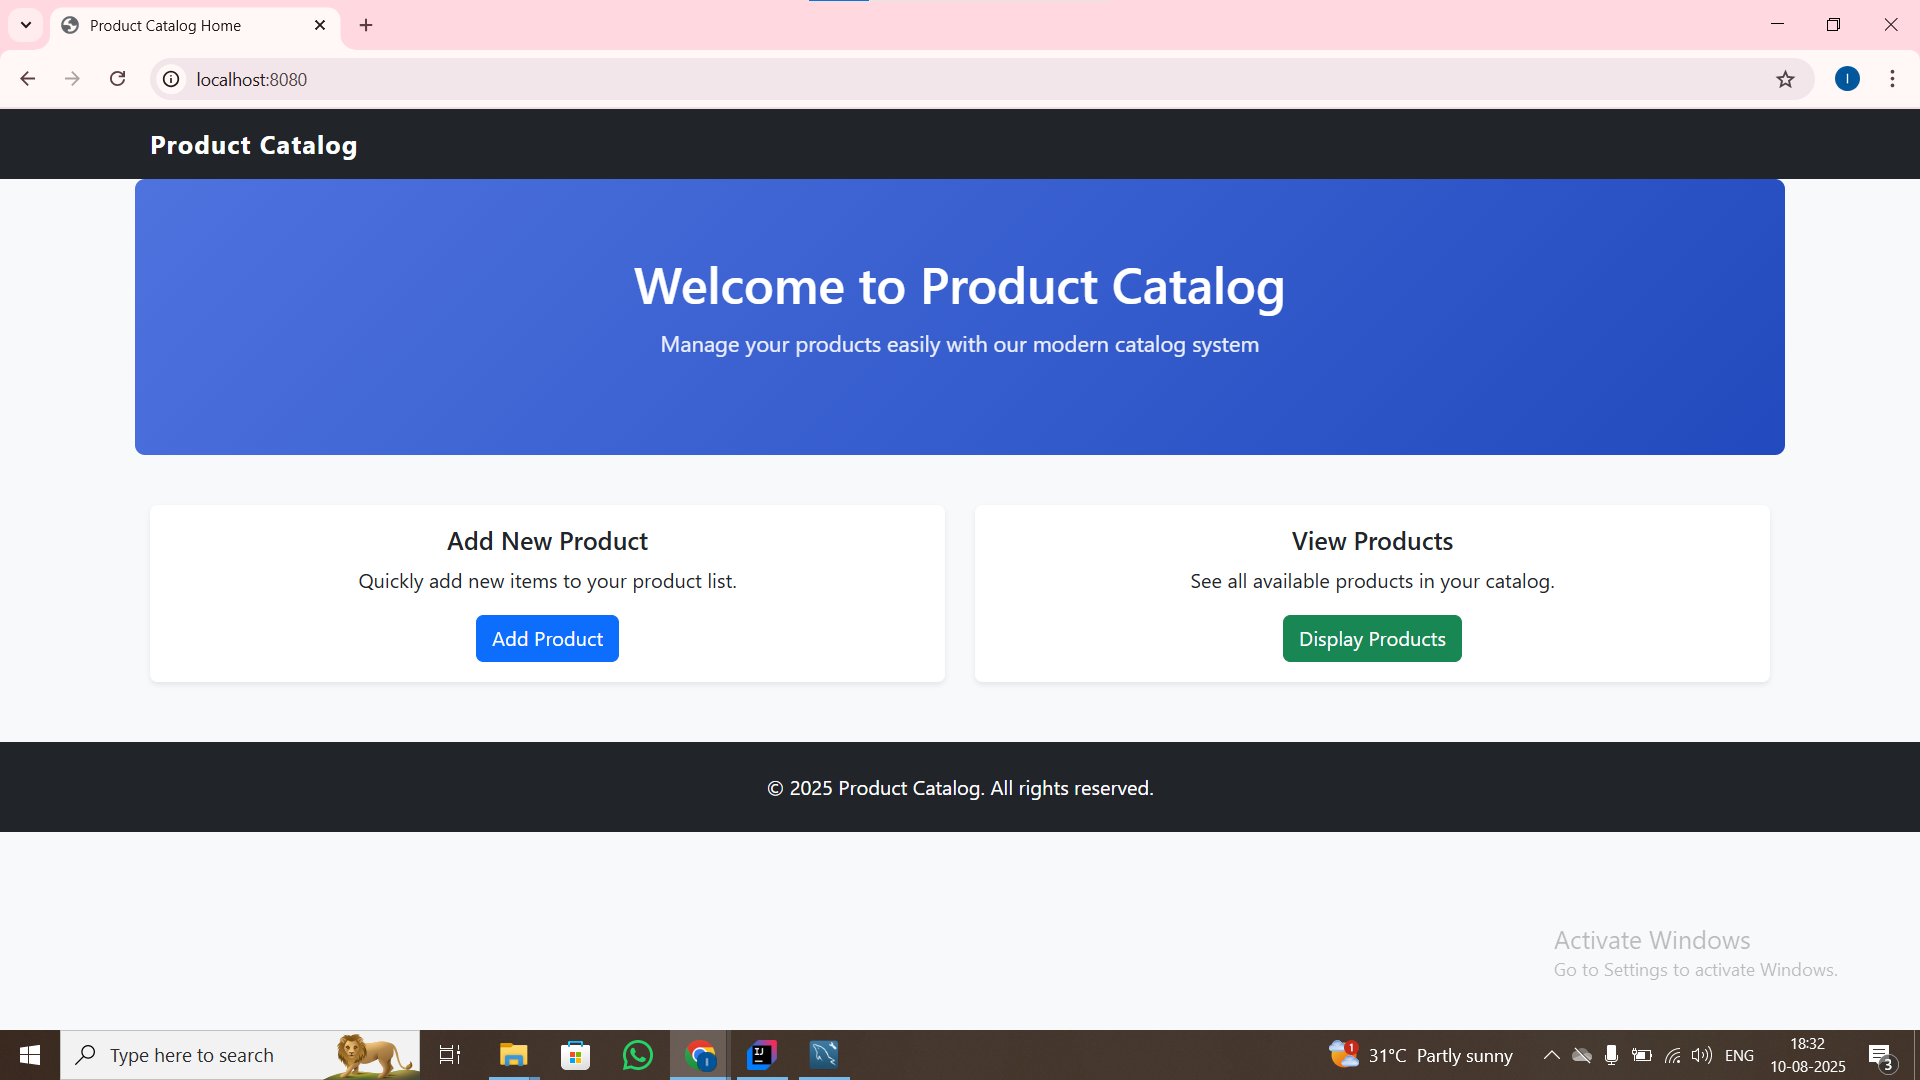 Product Catalog Home
localhost:8080
I
Product Catalog
Welcome to Product Catalog
Manage your products easily with our modern catalog system
Add New Product
Quickly add new items to your product list.
Add Product
View Products
See all available products in your catalog.
Display Products
© 2025 Product Catalog. All rights reserved.
Activate Windows
Go to Settings to activate Windows.
Type here to search
I
IJ
1
31°C Partly sunny
ENG
18:32
10-08-2025
3